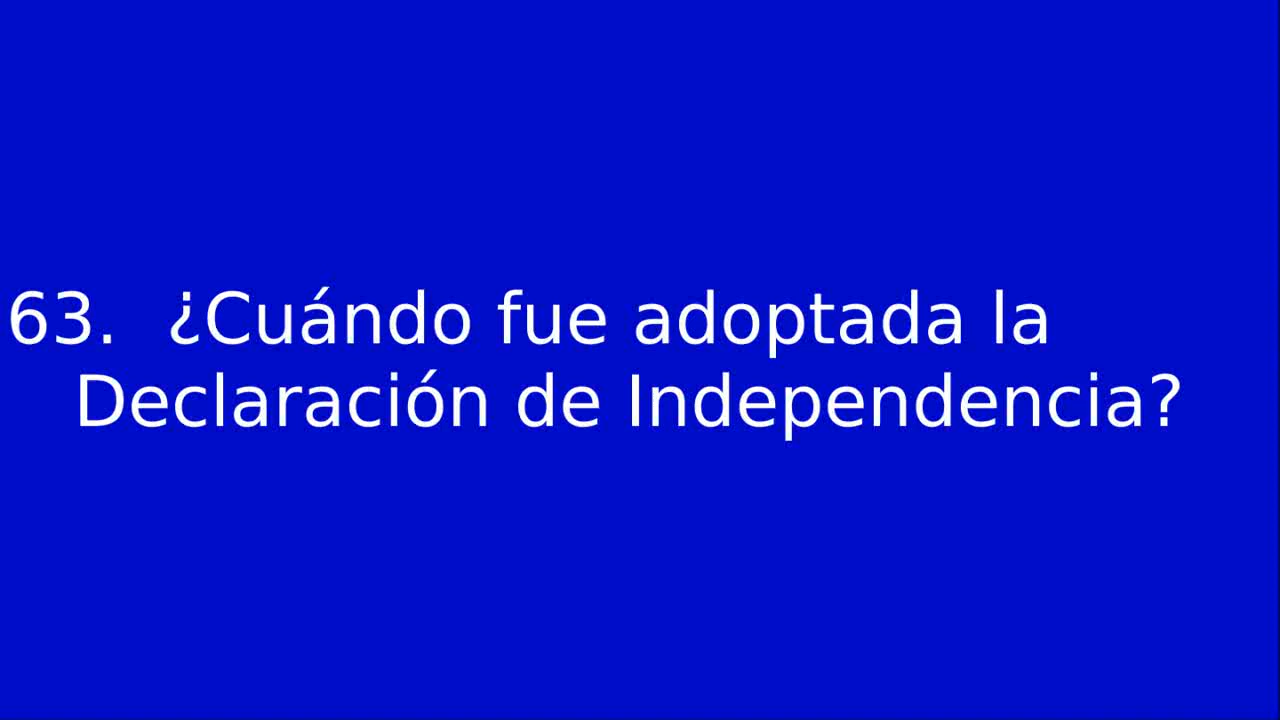 63. ¿Cuándo fue adoptada la
Declaración de Independencia?